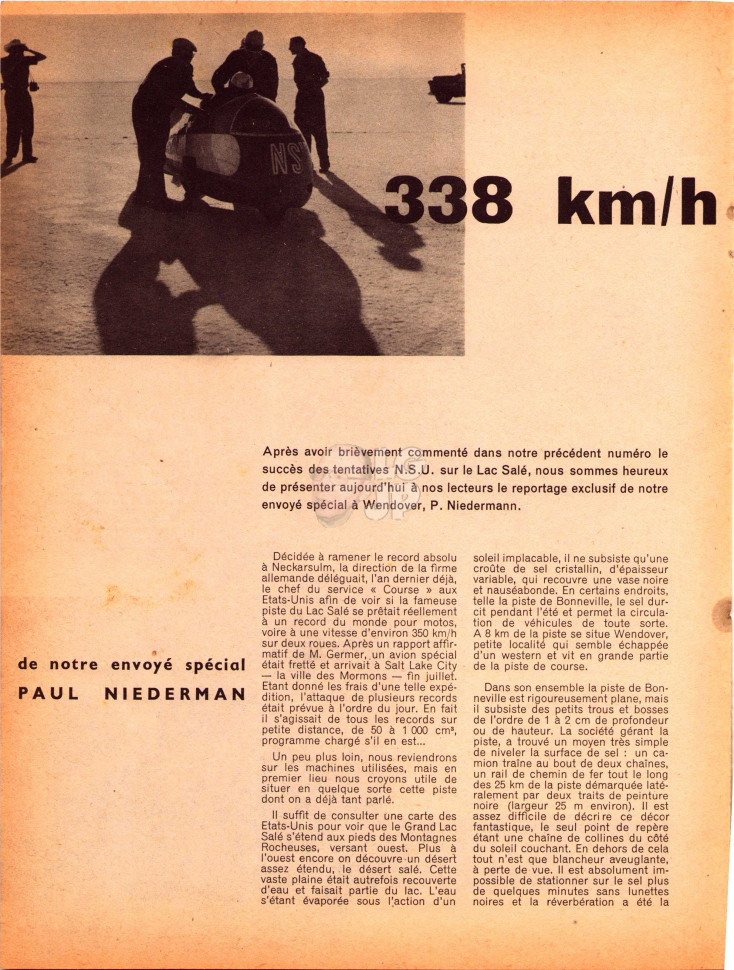 NS
338 km/h
Après avoir brièvement commenté dans notre précédent numéro le
succès des tentatives N.S.U. sur le Lac Salé, nous sommes heureux
de présenter aujourd'hui à nos lecteurs le reportage exclusif de notre
envoyé spécial à Wendover, P. Niedermann.
de notre envoyé spécial
PAUL NIEDERMAN
Décidée à ramener le record absolu
à Neckarsulm, la direction de la firme
allemande déléguait, l'an dernier déjà,
le chef du service « Course » aux
Etats-Unis afin de voir si la fameuse
piste du Lac Salé se prêtait réellement
à un record du monde pour motos,
voire à une vitesse d'environ 350 km/h
sur deux roues. Après un rapport affir-
matif de M. Germer, un avion spécial
était fretté et arrivait à Salt Lake City
— la ville des Mormons — fin juillet.
Etant donné les frais d'une telle expé-
dition, l'attaque de plusieurs records
était prévue à l'ordre du jour. En fait
il s'agissait de tous les records sur
petite distance, de 50 à 1 000 cm³,
programme chargé s'il en est...
Un peu plus loin, nous reviendrons
sur les machines utilisées, mais en
premier lieu nous croyons utile de
situer en quelque sorte cette piste
dont on a déjà tant parlé.
Il suffit de consulter une carte des
Etats-Unis pour voir que le Grand Lac
Salé s'étend aux pieds des Montagnes
Rocheuses, versant ouest. Plus à
l'ouest encore on découvre un désert
assez étendu, le désert salé. Cette
vaste plaine était autrefois recouverte
d'eau et faisait partie du lac. L'eau
s'étant évaporée sous l'action d'un
soleil implacable, il ne subsiste qu'une
croûte de sel cristallin, d'épaisseur
variable, qui recouvre une vase noire
et nauséabonde. En certains endroits,
telle la piste de Bonneville, le sel dur-
cit pendant l'été et permet la circula-
tion de véhicules de toute sorte.
A 8 km de la piste se situe Wendover,
petite localité qui semble échappée
d'un western et vit en grande partie
de la piste de course.
Dans son ensemble la piste de Bon-
neville est rigoureusement plane, mais
il subsiste des petits trous et bosses
de l'ordre de 1 à 2 cm de profondeur
ou de hauteur. La société gérant la
piste, a trouvé un moyen très simple
de niveler la surface de sel : un ca-
mion traîne au bout de deux chaînes,
un rail de chemin de fer tout le long
des 25 km de la piste démarquée laté-
ralement par deux traits de peinture
noire (largeur 25 m environ). Il est
assez difficile de décrire ce décor
fantastique, le seul point de repère
étant une chaîne de collines du côté
du soleil couchant. En dehors de cela
tout n'est que blancheur aveuglante,
à perte de vue. Il est absolument im-
possible de stationner sur le sel plus
de quelques minutes sans lunettes
noires et la réverbération a été la